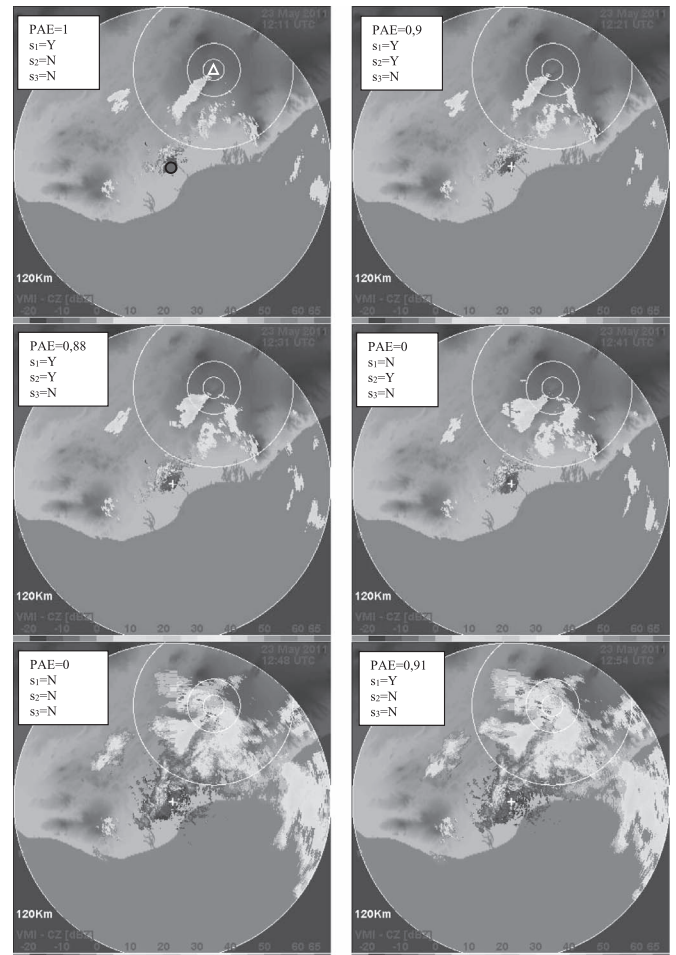 PAE=1
s₁=Y
s₂=N
s₃=N
23 May 2011
12:11 UTC
120Km
VMI - CZ [dBZ]
-20 -10 0 10 20 30 40 50 60 65
PAE=0,9
s₁=Y
s₂=Y
s₃=N
23 May 2011
12:21 UTC
120Km
VMI - CZ [dBZ]
-20 -10 0 10 20 30 40 50 60 65
PAE=0,88
s₁=Y
s₂=Y
s₃=N
23 May 2011
12:31 UTC
120Km
VMI - CZ [dBZ]
-20 -10 0 10 20 30 40 50 60 65
PAE=0
s₁=N
s₂=Y
s₃=N
23 May 2011
12:41 UTC
120Km
VMI - CZ [dBZ]
-20 -10 0 10 20 30 40 50 60 65
PAE=0
s₁=N
s₂=N
s₃=N
23 May 2011
12:48 UTC
120Km
VMI - CZ [dBZ]
-20 -10 0 10 20 30 40 50 60 65
PAE=0,91
s₁=Y
s₂=N
s₃=N
23 May 2011
12:54 UTC
120Km
VMI - CZ [dBZ]
-20 -10 0 10 20 30 40 50 60 65